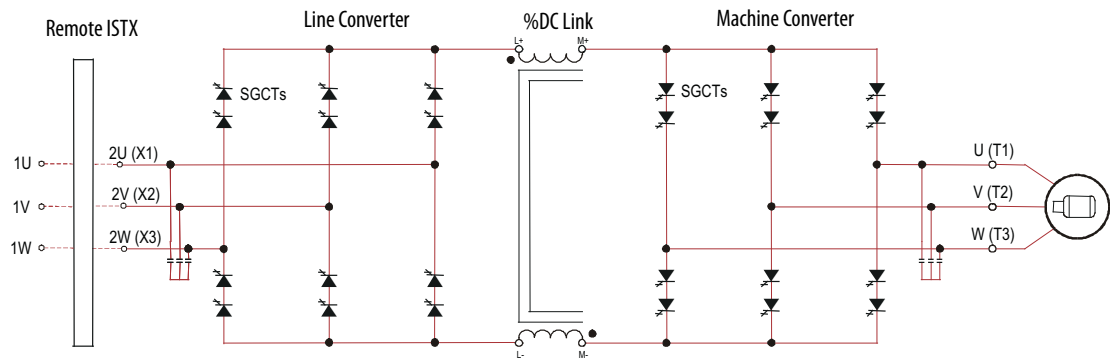 Remote ISTX
Line Converter
%DC Link
Machine Converter
L+
M+
SGCTs
SGCTs
1U
2U (X1)
U (T1)
1V
2V (X2)
V (T2)
1W
2W (X3)
W (T3)
L-
M-